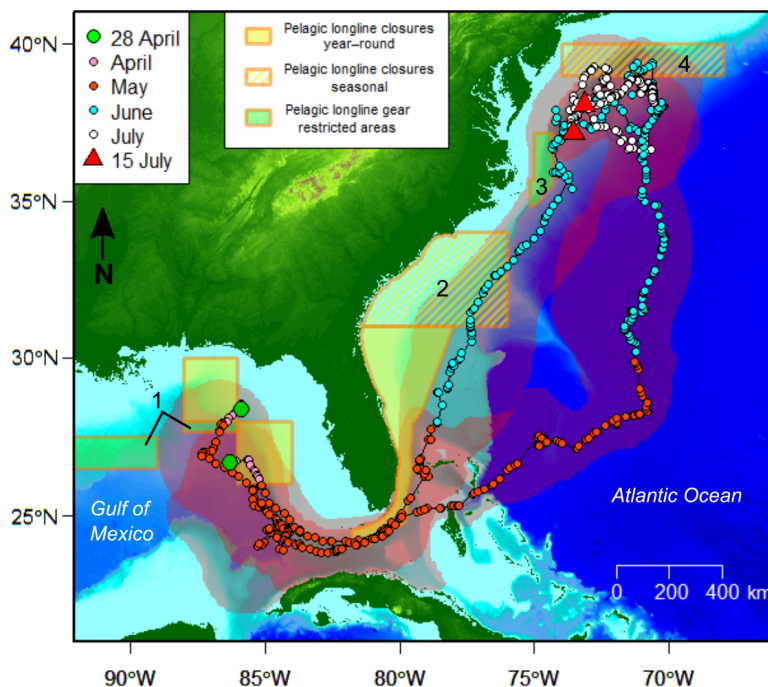 40°N
35°N
30°N
25°N
28 April
April
May
June
July
15 July
Pelagic longline closures
year–round
Pelagic longline closures
seasonal
Pelagic longline gear
restricted areas
N
1
2
3
4
Gulf of
Mexico
Atlantic Ocean
0 200 400 km
90°W 85°W 80°W 75°W 70°W